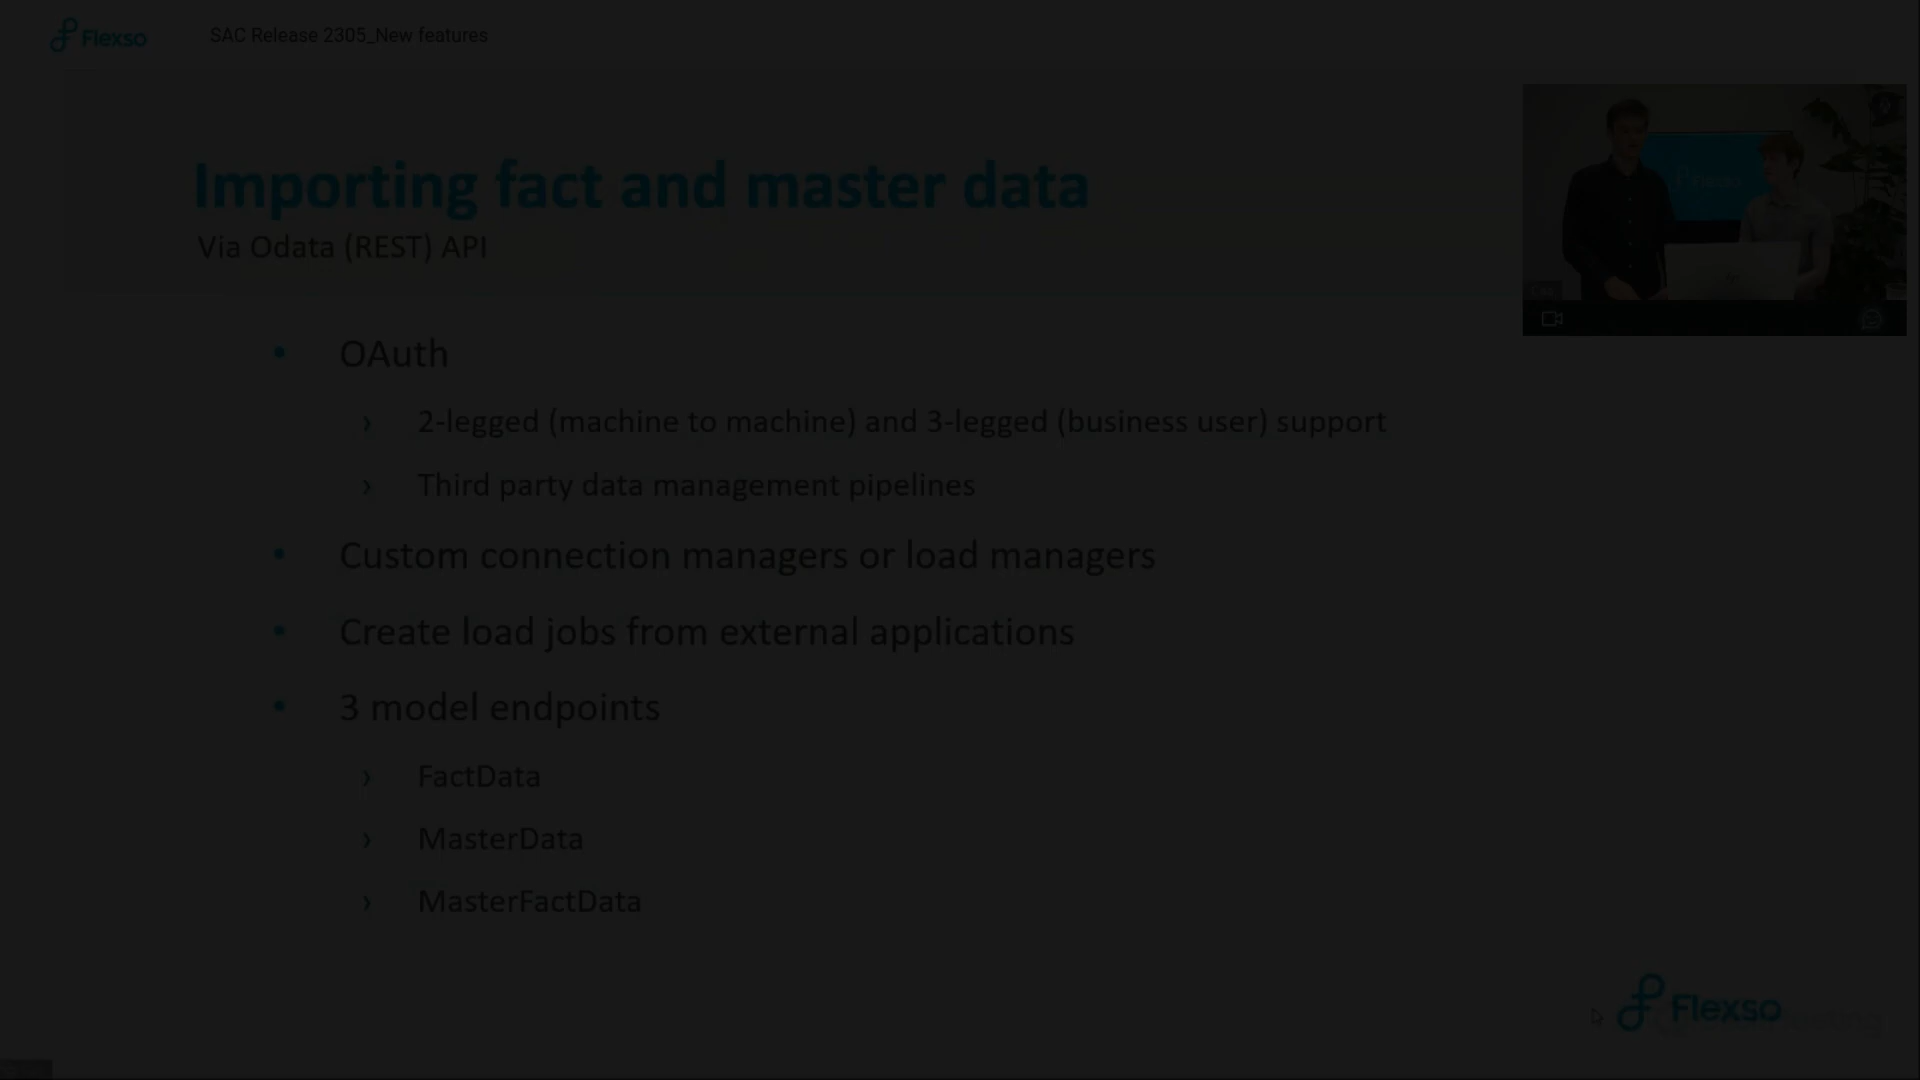 Flexso
SAC Release 2305_New features
Importing fact and master data
Via Odata (REST) API
• OAuth
› 2-legged (machine to machine) and 3-legged (business user) support
› Third party data management pipelines
• Custom connection managers or load managers
• Create load jobs from external applications
• 3 model endpoints
› FactData
› MasterData
› MasterFactData
Flexso